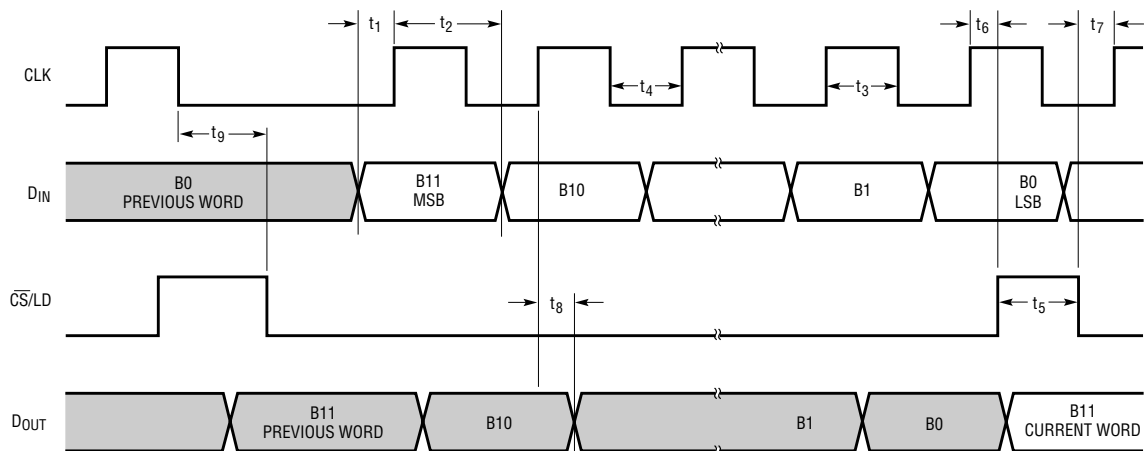 t1 t2 t6 t7
CLK
t4 t3
t9
DIN
B0
PREVIOUS WORD
B11
MSB
B10
B1
B0
LSB
CS/LD
t8
t5
DOUT
B11
PREVIOUS WORD
B10
B1
B0
B11
CURRENT WORD